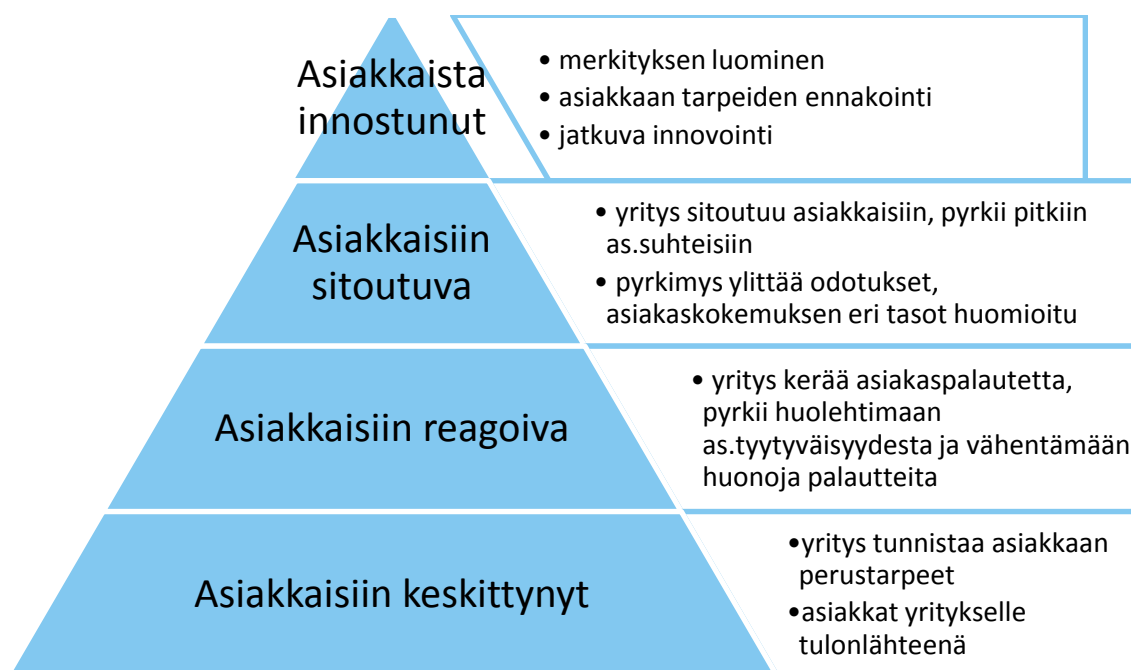 Asiakkaista
innostunut
• merkityksen luominen
• asiakkaan tarpeiden ennakointi
• jatkuva innovointi
Asiakkaisiin
sitoutuva
• yritys sitoutuu asiakkaisiin, pyrkii pitkiin
as.suhteisiin
• pyrkimys ylittää odotukset,
asiakaskokemuksen eri tasot huomioitu
Asiakkaisiin reagoiva
• yritys kerää asiakaspalautetta,
pyrkii huolehtimaan
as.tyytyväisyydesta ja vähentämään
huonoja palautteita
Asiakkaisiin keskittynyt
•yritys tunnistaa asiakkaan
perustarpeet
•asiakkat yritykselle
tulonlähteenä